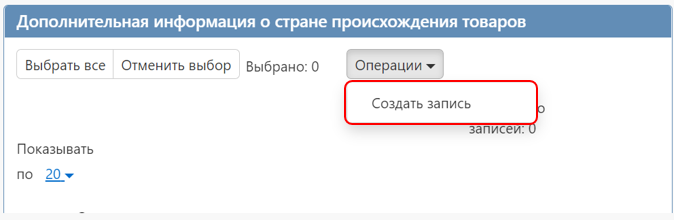 Дополнительная информация о стране происхождения товаров
Выбрать все Отменить выбор Выбрано: 0 Операции
Создать запись
записей: 0
Показывать
по 20